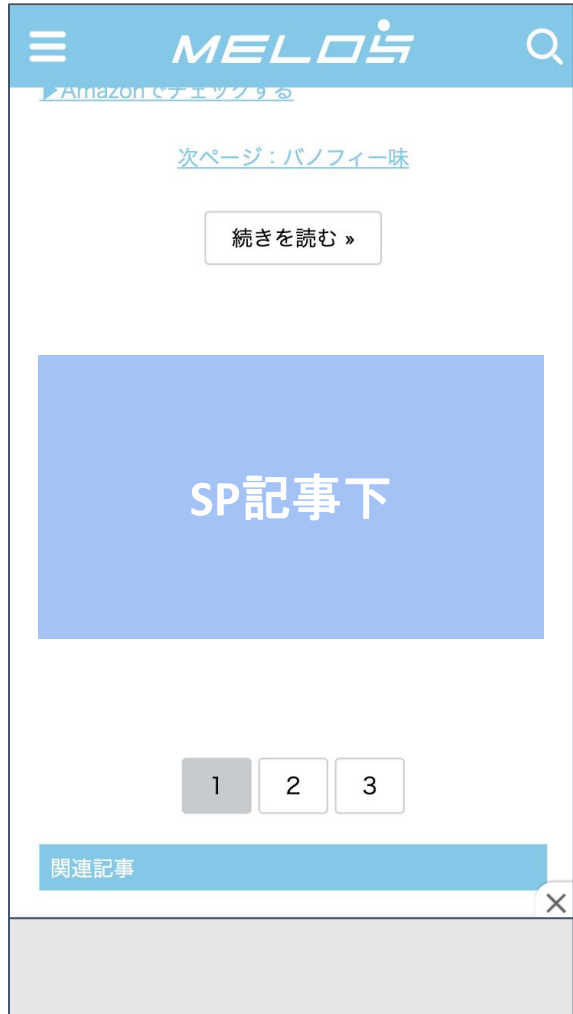 MELOS
▶Amazonでチェックする
次ページ：バノフィー味
続きを読む »
SP記事下
1 2 3
関連記事